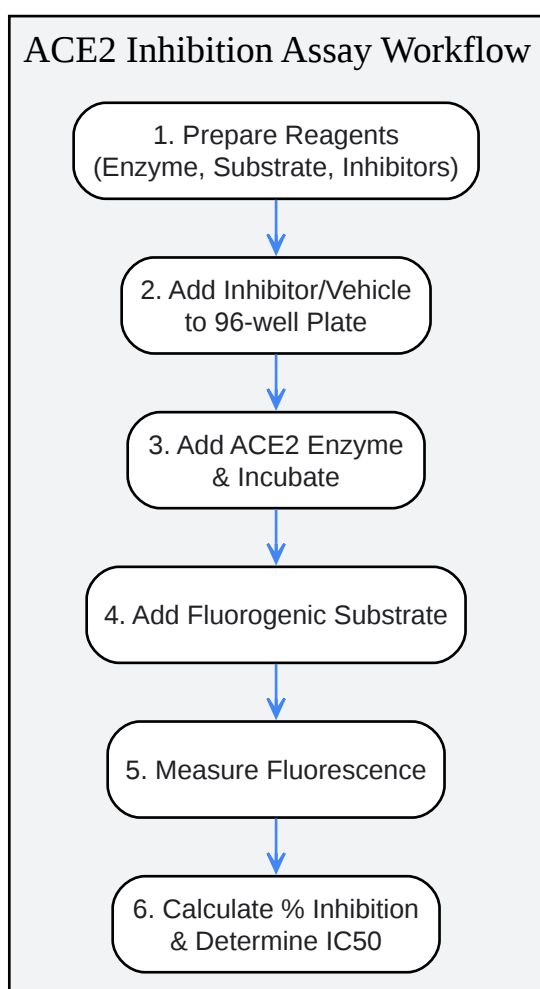 ACE2 Inhibition Assay Workflow
1. Prepare Reagents
(Enzyme, Substrate, Inhibitors)
2. Add Inhibitor/Vehicle
to 96-well Plate
3. Add ACE2 Enzyme
& Incubate
4. Add Fluorogenic Substrate
5. Measure Fluorescence
6. Calculate % Inhibition
& Determine IC50